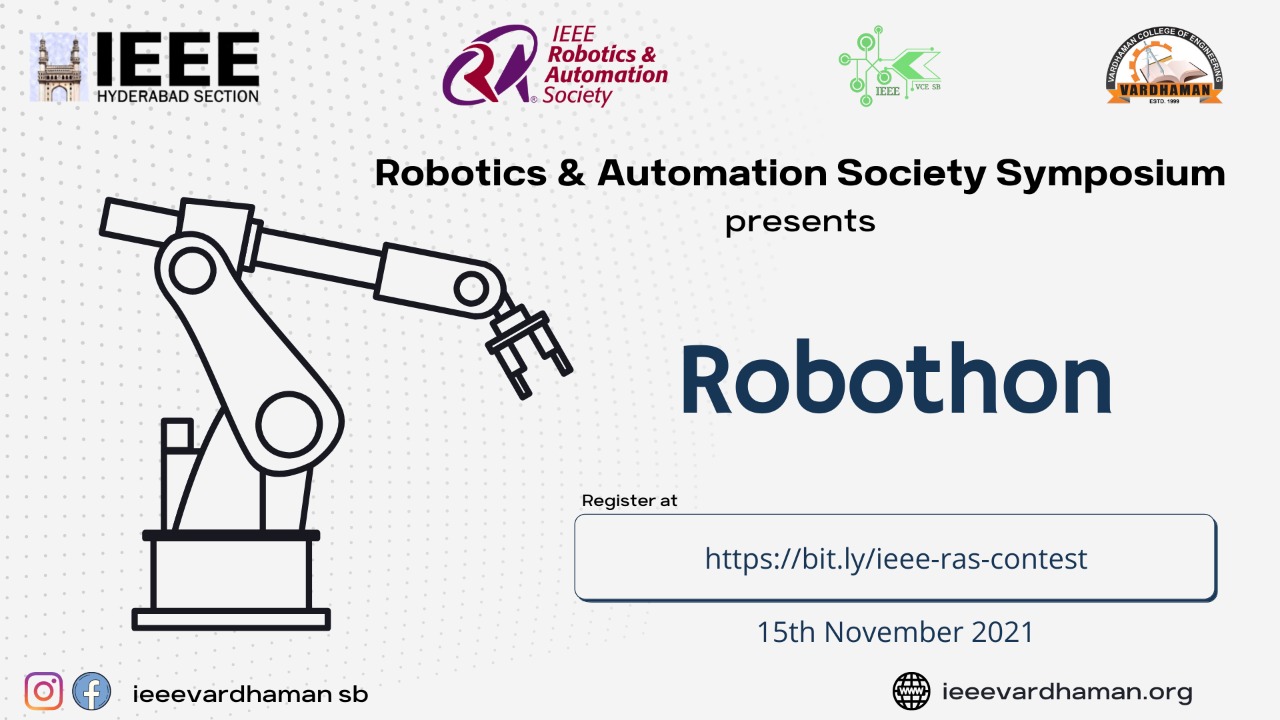 IEEE
HYDERABAD SECTION
IEEE
Robotics &
Automation
® Society
IEEE
VCE SB
VARDHAMAN COLLEGE OF ENGINEERING
VARDHAMAN
ESTD. 1999
Robotics & Automation Society Symposium
presents
Robothon
Register at
https://bit.ly/ieee-ras-contest
15th November 2021
ieeevardhaman sb
www
ieeevardhaman.org